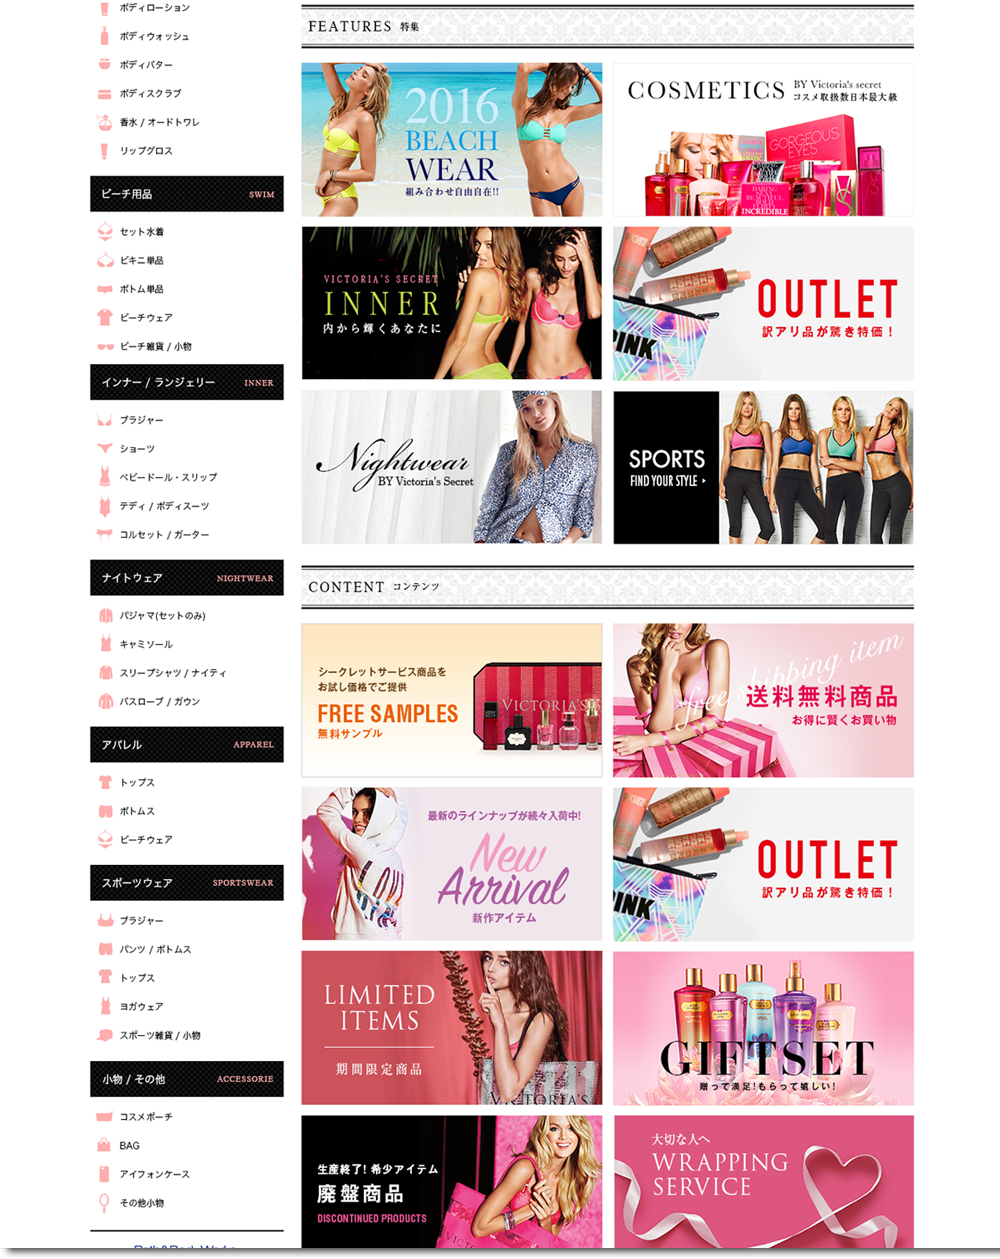 ボディローション
ボディウォッシュ
ボディバター
ボディスクラブ
香水 / オードトワレ
リップグロス
ビーチ用品 SWIM
セット水着
ビキニ単品
ボトム単品
ビーチウェア
ビーチ雑貨 / 小物
インナー / ランジェリー INNER
ブラジャー
ショーツ
ベビードール・スリップ
テディ / ボディスーツ
コルセット / ガーター
ナイトウェア NIGHTWEAR
パジャマ(セットのみ)
キャミソール
スリープシャツ / ナイティ
バスローブ / ガウン
アパレル APPAREL
トップス
ボトムス
ビーチウェア
スポーツウェア SPORTSWEAR
ブラジャー
パンツ / ボトムス
トップス
ヨガウェア
スポーツ雑貨 / 小物
小物 / その他 ACCESSORIE
コスメポーチ
BAG
アイフォンケース
その他小物
FEATURES 特集
2016
BEACH
WEAR
組み合わせ自由自在!!
COSMETICS BY Victoria's secret
コスメ取扱数日本最大級
GORGEOUS
EYES
INCREDIBLE
VICTORIA'S SECRET
INNER
内から輝くあなたに
PINK
OUTLET
訳アリ品が驚き特価！
Nightwear
BY Victoria's Secret
SPORTS
FIND YOUR STYLE
CONTENT コンテンツ
シークレットサービス商品を
お試し価格でご提供
FREE SAMPLES
無料サンプル
VICTORIA'S
free shipping item
送料無料商品
お得に賢くお買い物
最新のラインナップが続々入荷中!
New
Arrival
新作アイテム
PINK
OUTLET
訳アリ品が驚き特価！
LIMITED
ITEMS
期間限定商品
VICTORIA'S
GIFTSET
贈って満足!もらって嬉しい!
生産終了! 希少アイテム
廃盤商品
DISCONTINUED PRODUCTS
大切な人へ
WRAPPING
SERVICE